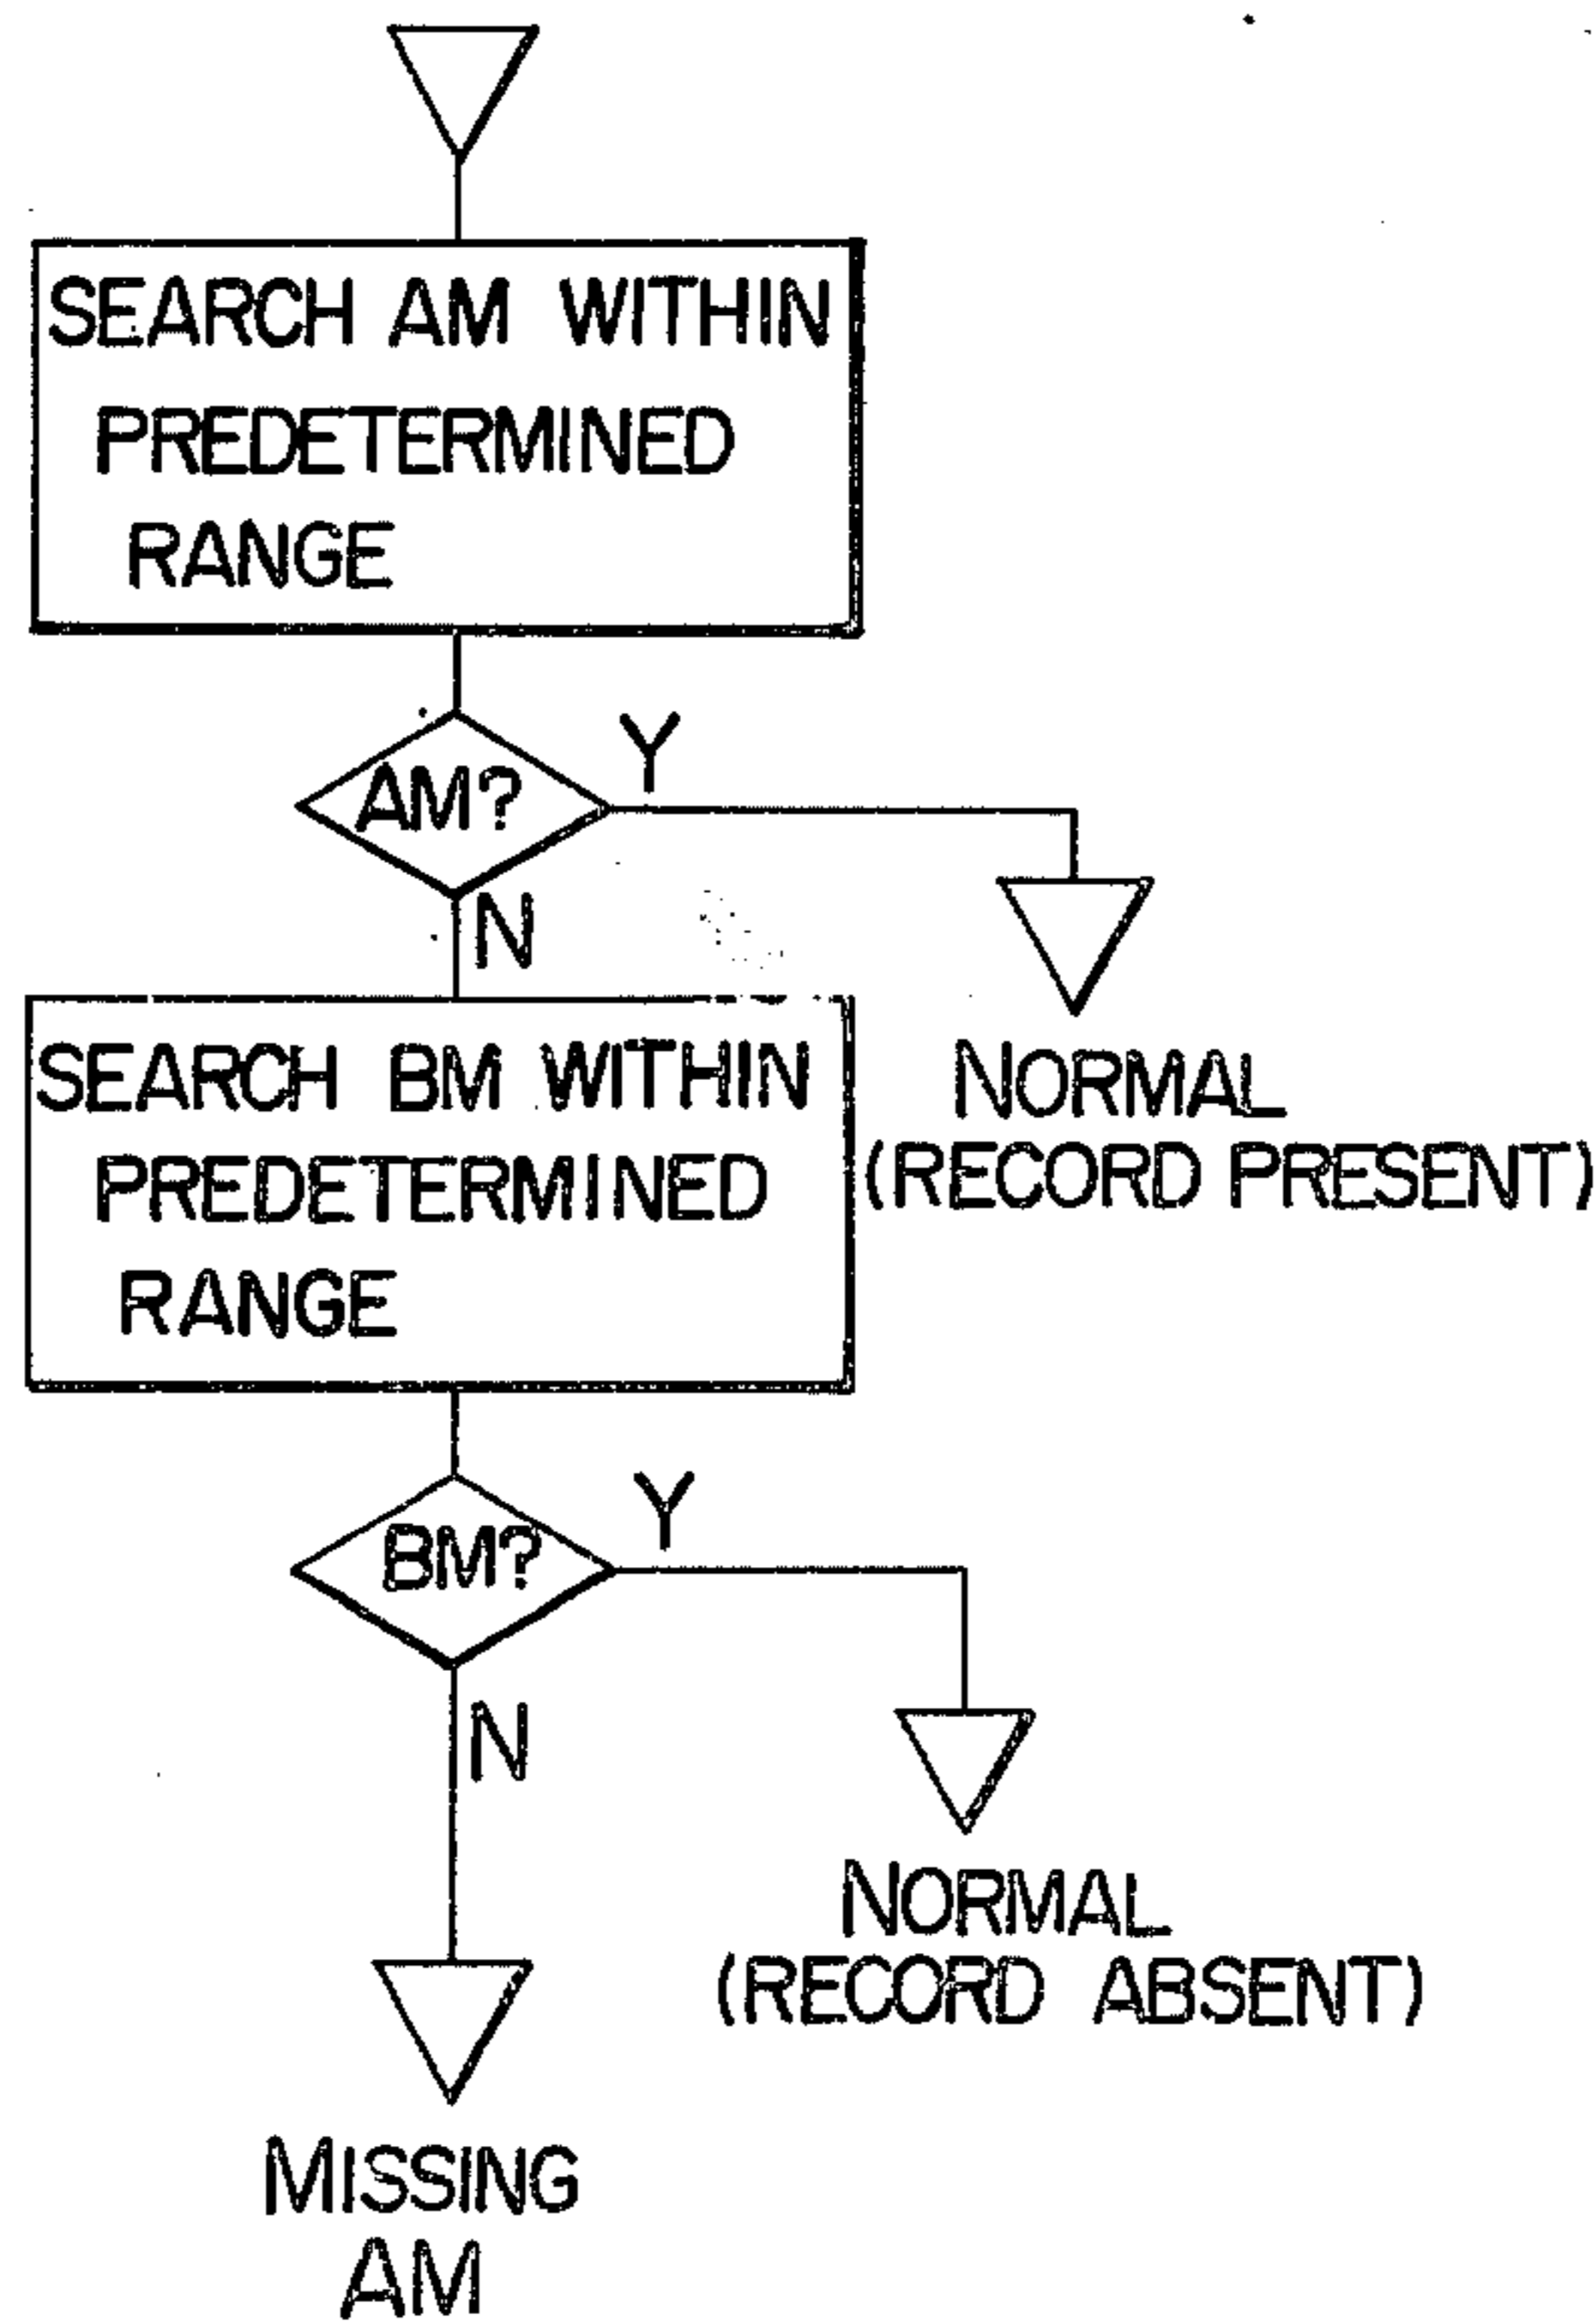 SEARCH AM WITHIN
PREDETERMINED
RANGE
AM?
Y
N
NORMAL
(RECORD PRESENT)
SEARCH BM WITHIN
PREDETERMINED
RANGE
BM?
Y
N
NORMAL
(RECORD ABSENT)
MISSING
AM